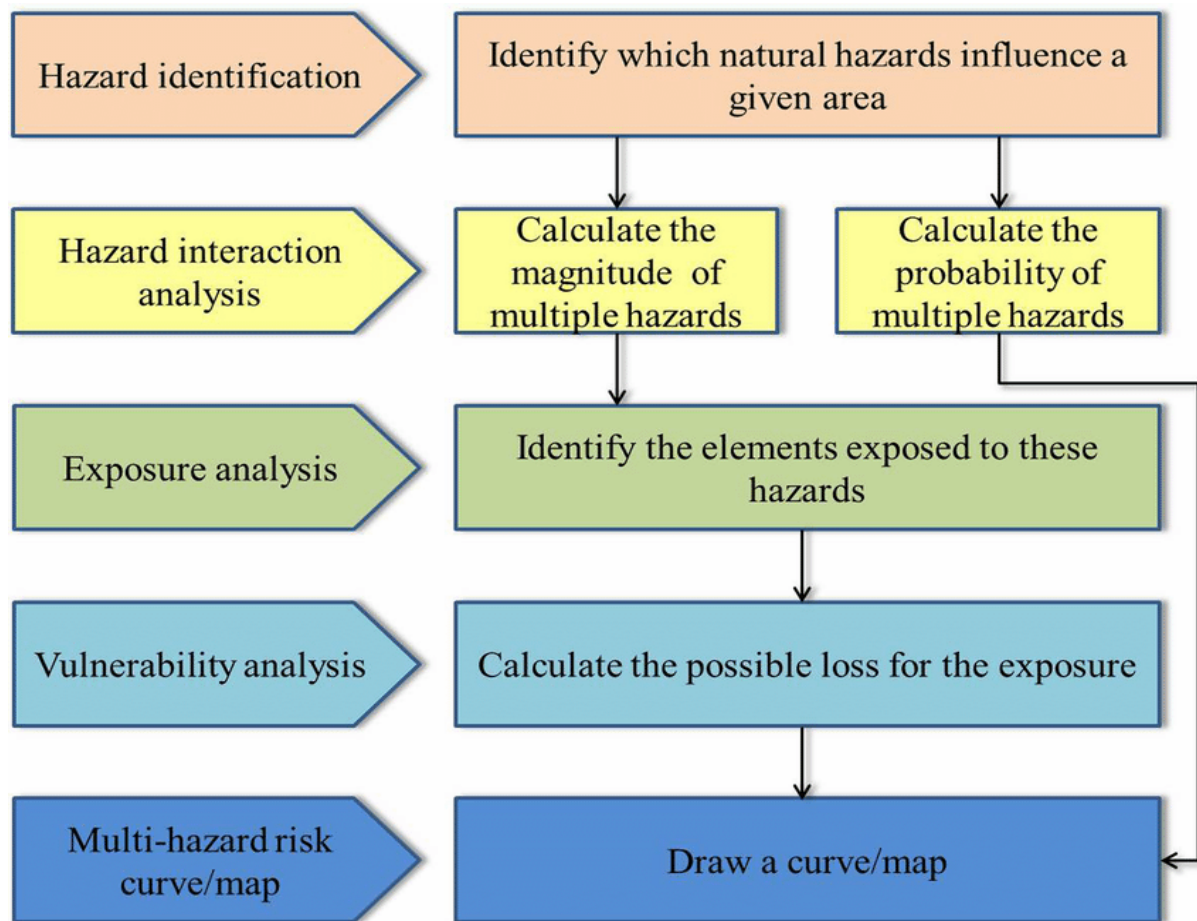 Hazard identification
Identify which natural hazards influence a
given area
Hazard interaction
analysis
Calculate the
magnitude of
multiple hazards
Calculate the
probability of
multiple hazards
Exposure analysis
Identify the elements exposed to these
hazards
Vulnerability analysis
Calculate the possible loss for the exposure
Multi-hazard risk
curve/map
Draw a curve/map